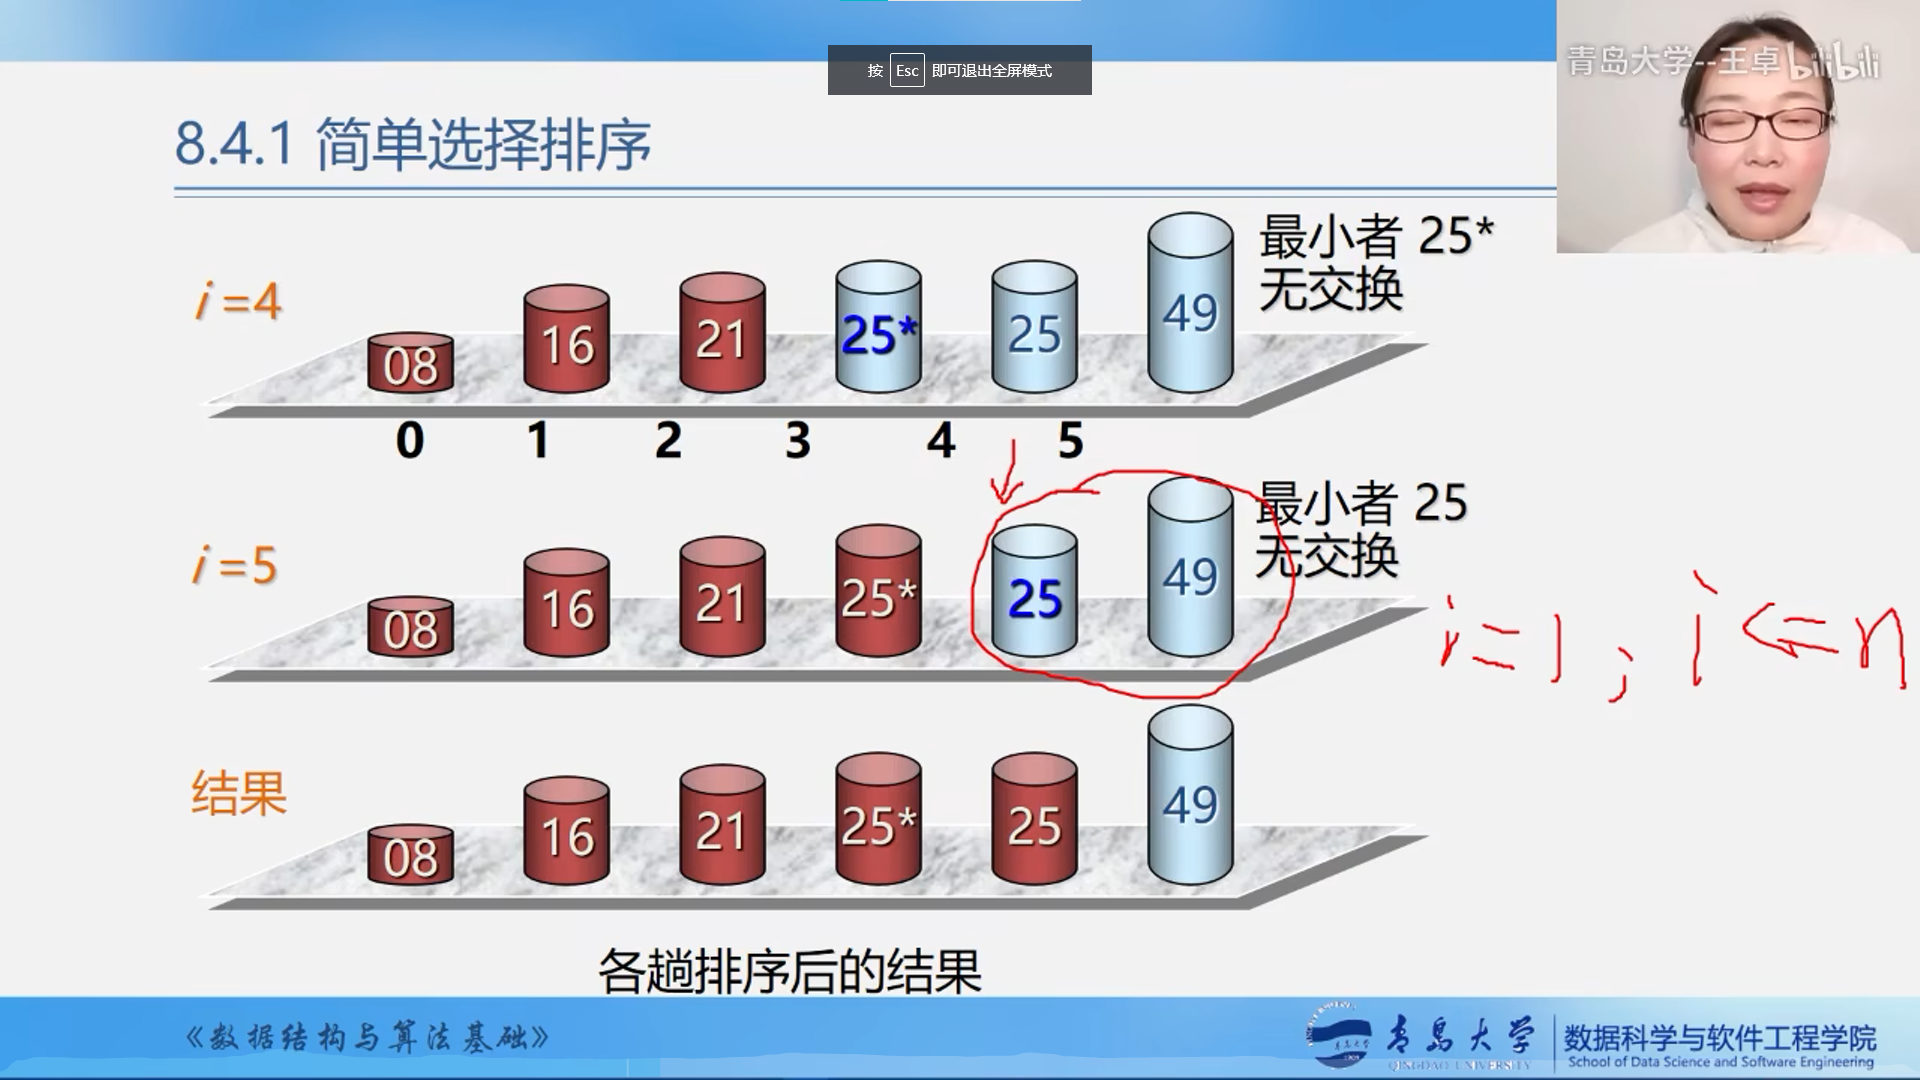 按 Esc 即可退出全屏模式
青岛大学--王卓 bilibili
8.4.1 简单选择排序
i =4
08 16 21 25* 25 49
最小者 25*
无交换
0 1 2 3 4 5
i =5
08 16 21 25* 25 49
最小者 25
无交换
i=1; i<=n
结果
08 16 21 25* 25 49
各趟排序后的结果
《数据结构与算法基础》
青岛大学
QINGDAO UNIVERSITY
数据科学与软件工程学院
School of Data Science and Software Engineering